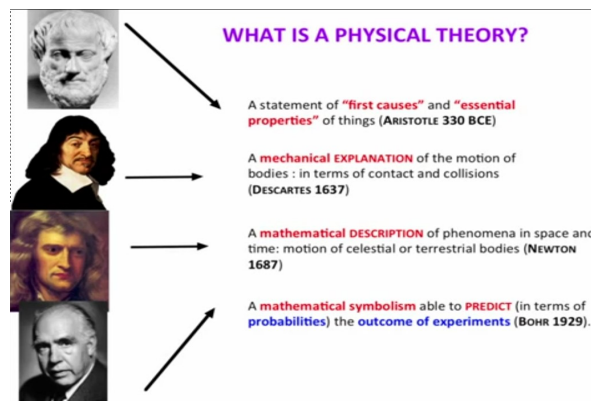 WHAT IS A PHYSICAL THEORY?
A statement of “first causes” and “essential
properties” of things (ARISTOTLE 330 BCE)
A mechanical EXPLANATION of the motion of
bodies : in terms of contact and collisions
(DESCARTES 1637)
A mathematical DESCRIPTION of phenomena in space and
time: motion of celestial or terrestrial bodies (NEWTON
1687)
A mathematical symbolism able to PREDICT (in terms of
probabilities) the outcome of experiments (BOHR 1929).